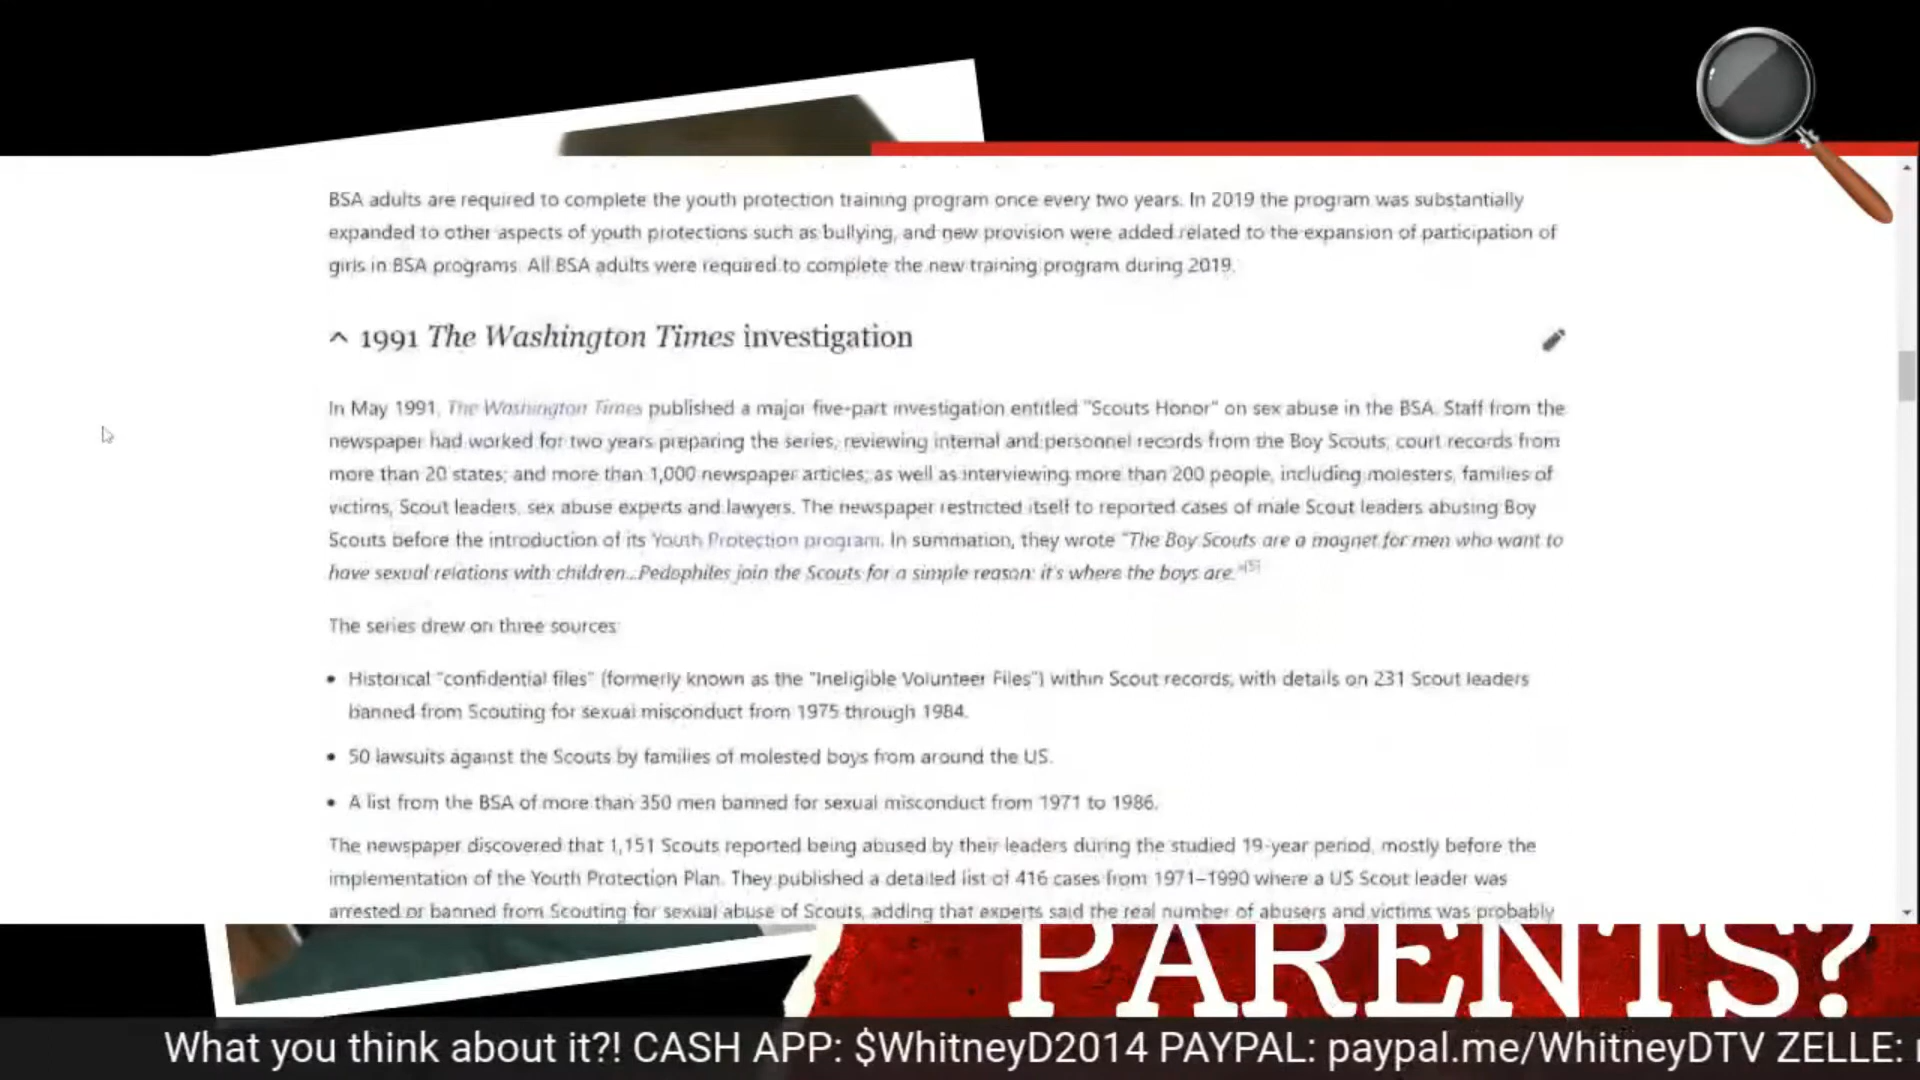 BSA adults are required to complete the youth protection training program once every two years. In 2019 the program was substantially
expanded to other aspects of youth protections such as bullying, and new provision were added related to the expansion of participation of
girls in BSA programs. All BSA adults were required to complete the new training program during 2019.
1991 The Washington Times investigation
In May 1991, The Washington Times published a major five-part investigation entitled "Scouts Honor" on sex abuse in the BSA. Staff from the
newspaper had worked for two years preparing the series, reviewing internal and personnel records from the Boy Scouts; court records from
more than 20 states; and more than 1,000 newspaper articles; as well as interviewing more than 200 people, including molesters, families of
victims, Scout leaders, sex abuse experts and lawyers. The newspaper restricted itself to reported cases of male Scout leaders abusing Boy
Scouts before the introduction of its Youth Protection program. In summation, they wrote "The Boy Scouts are a magnet for men who want to
have sexual relations with children...Pedophiles join the Scouts for a simple reason: it's where the boys are."[5]
The series drew on three sources:
• Historical "confidential files" (formerly known as the "Ineligible Volunteer Files") within Scout records, with details on 231 Scout leaders
banned from Scouting for sexual misconduct from 1975 through 1984.
• 50 lawsuits against the Scouts by families of molested boys from around the US.
• A list from the BSA of more than 350 men banned for sexual misconduct from 1971 to 1986.
The newspaper discovered that 1,151 Scouts reported being abused by their leaders during the studied 19-year period, mostly before the
implementation of the Youth Protection Plan. They published a detailed list of 416 cases from 1971–1990 where a US Scout leader was
arrested or banned from Scouting for sexual abuse of Scouts, adding that experts said the real number of abusers and victims was probably
PARENTS?
What you think about it?! CASH APP: $WhitneyD2014 PAYPAL: paypal.me/WhitneyDTV ZELLE: